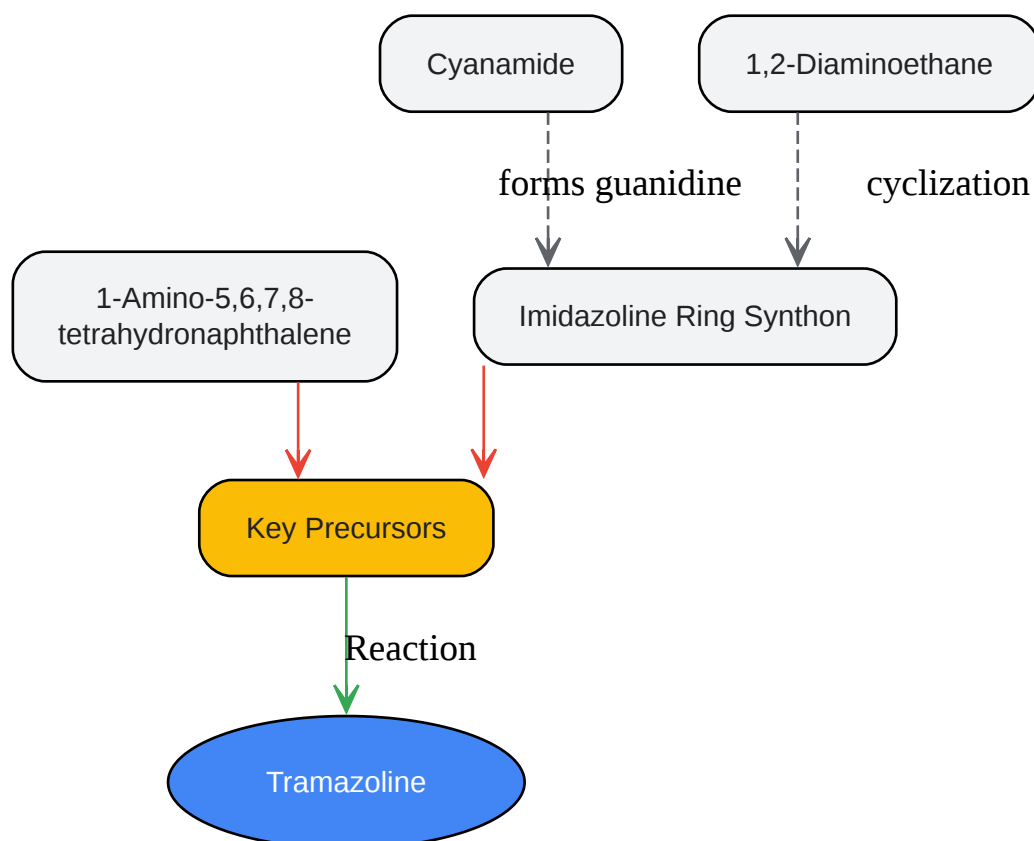 Cyanamide
1,2-Diaminoethane
forms guanidine
cyclization
1-Amino-5,6,7,8-
tetrahydronaphthalene
Imidazoline Ring Synthon
Key Precursors
Reaction
Tramazoline